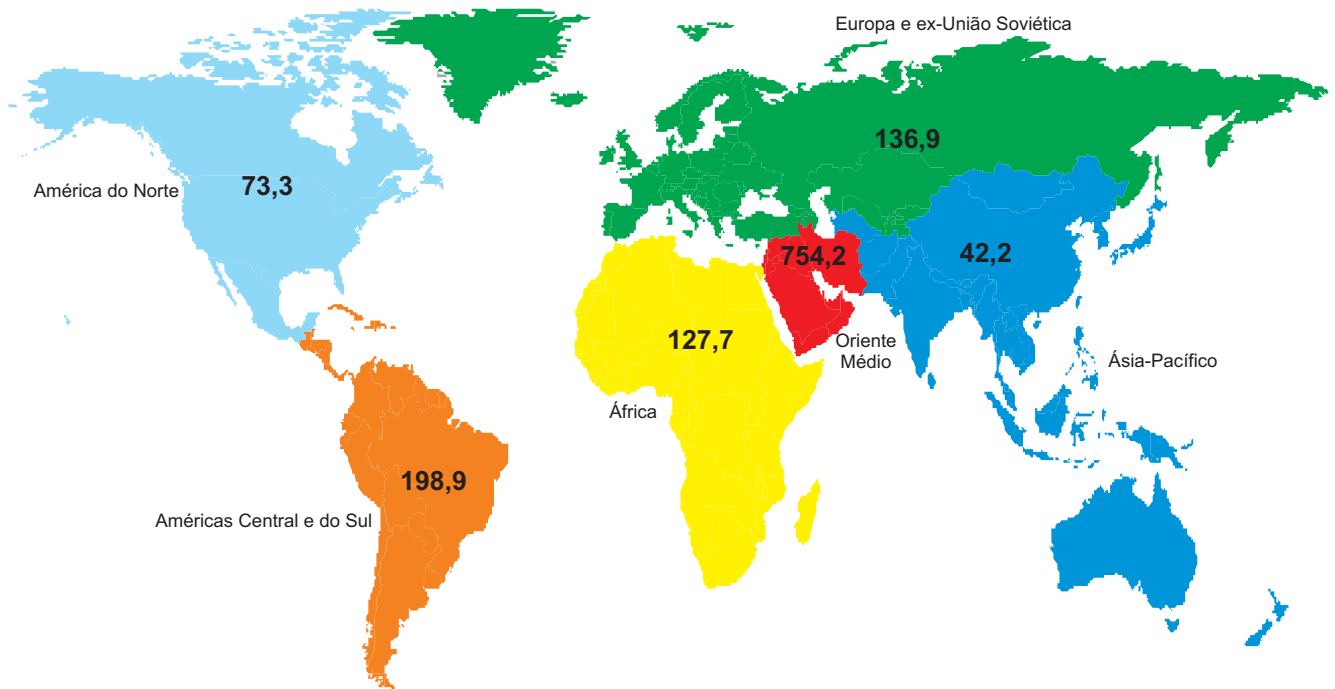 Europa e ex-União Soviética
136,9
América do Norte
73,3
754,2
42,2
127,7
Oriente
Médio
Ásia-Pacífico
África
198,9
Américas Central e do Sul